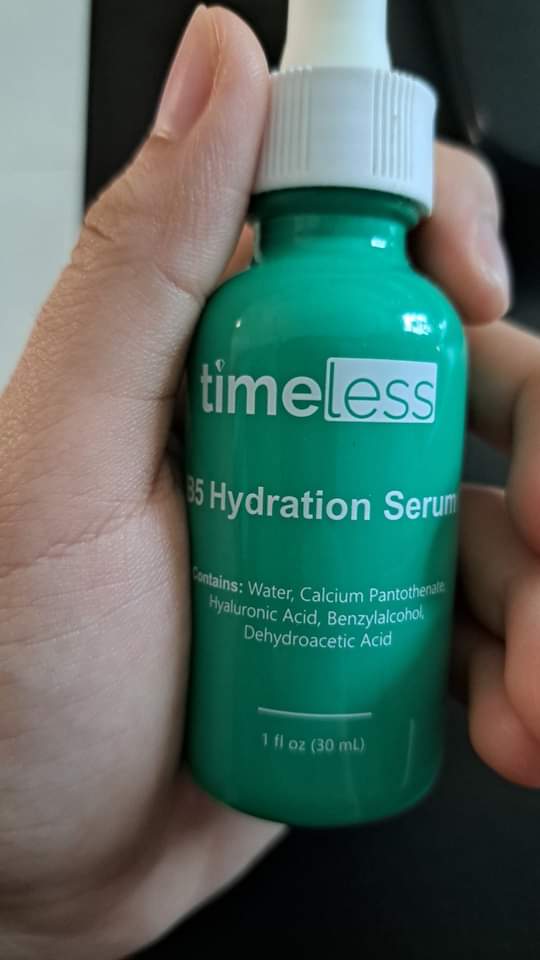 timeless
B5 Hydration Serum
Contains: Water, Calcium Pantothenate,
Hyaluronic Acid, Benzylalcohol,
Dehydroacetic Acid
1 fl oz (30 mL)